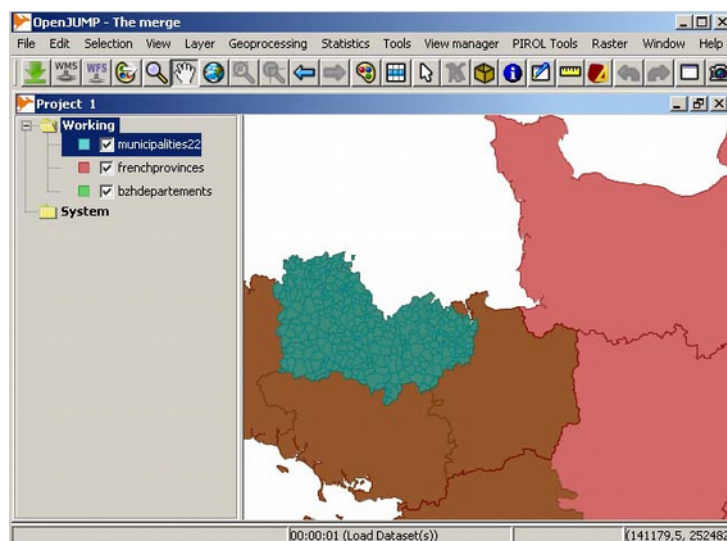 OpenJUMP - The merge
File Edit Selection View Layer Geoprocessing Statistics Tools View manager PIROL Tools Raster Window Help
WMS WFS
Project 1
Working
municipalities22
frenchprovinces
bzhdepartements
System
00:00:01 (Load Dataset(s))
(141179,5, 252482